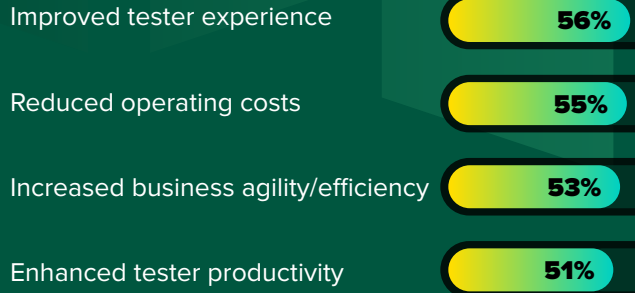 Improved tester experience 56%
Reduced operating costs 55%
Increased business agility/efficiency 53%
Enhanced tester productivity 51%